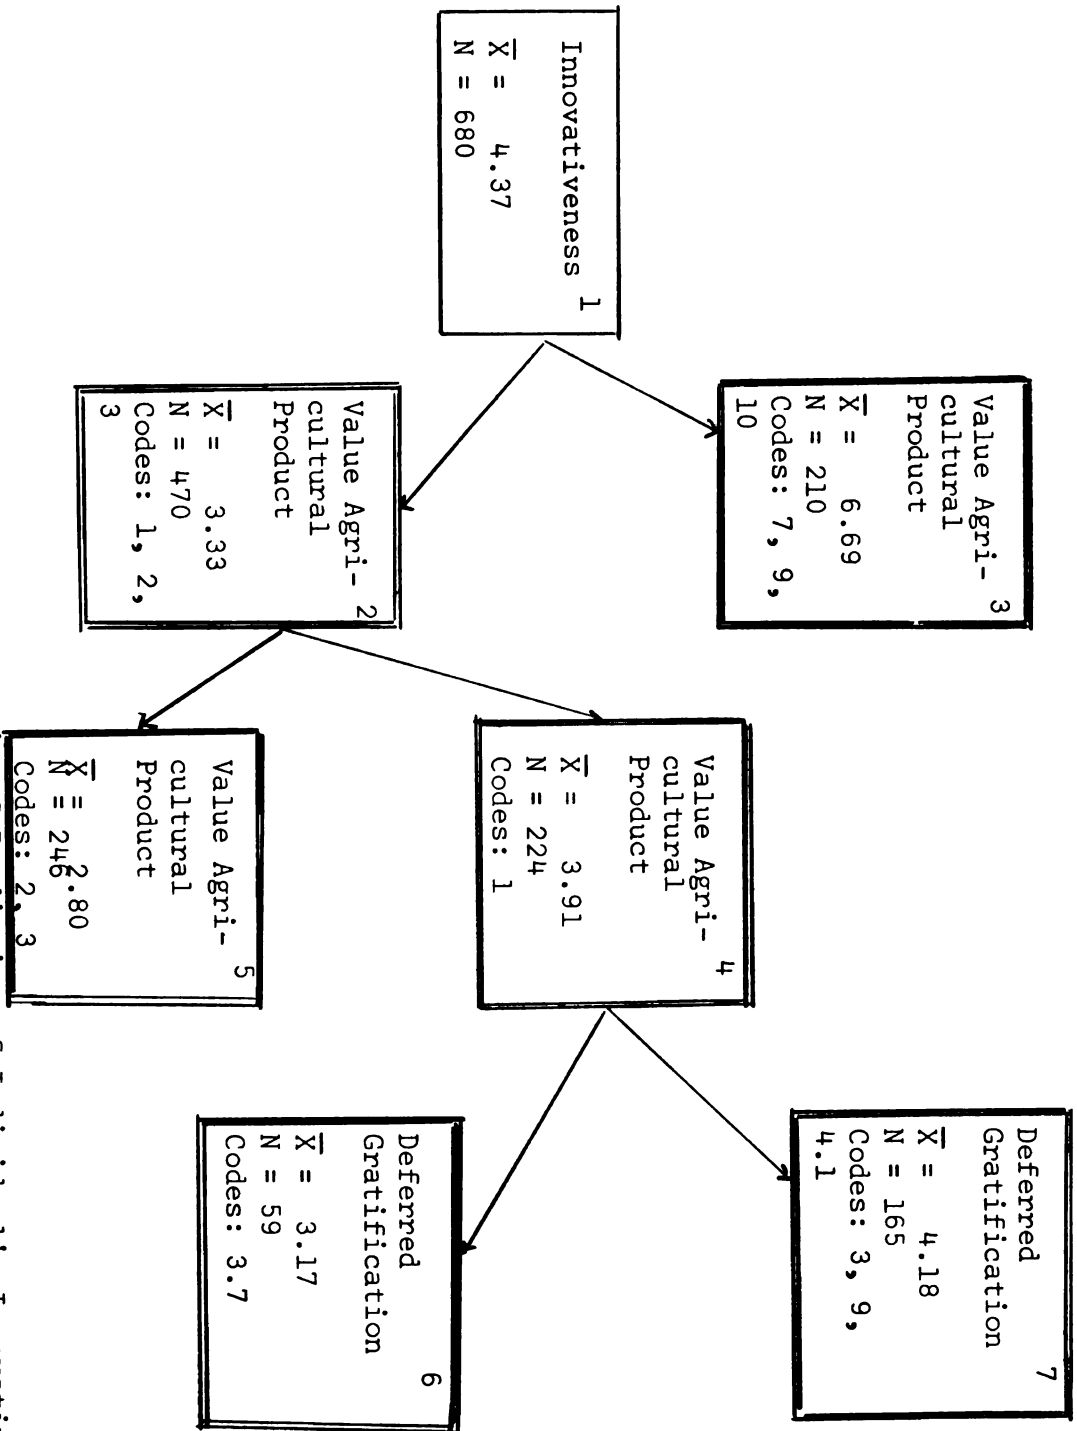 1
Innovativeness
X̄ = 4.37
N = 680
3
Value Agri-
cultural
Product
X̄ = 6.69
N = 210
Codes: 7, 9,
10
2
Value Agri-
cultural
Product
X̄ = 3.33
N = 470
Codes: 1, 2,
3
4
Value Agri-
cultural
Product
X̄ = 3.91
N = 224
Codes: 1
5
Value Agri-
cultural
Product
X̄ = 2.80
N = 246
Codes: 2, 3
7
Deferred
Gratification
X̄ = 4.18
N = 165
Codes: 3, 9,
4.1
6
Deferred
Gratification
X̄ = 3.17
N = 59
Codes: 3.7